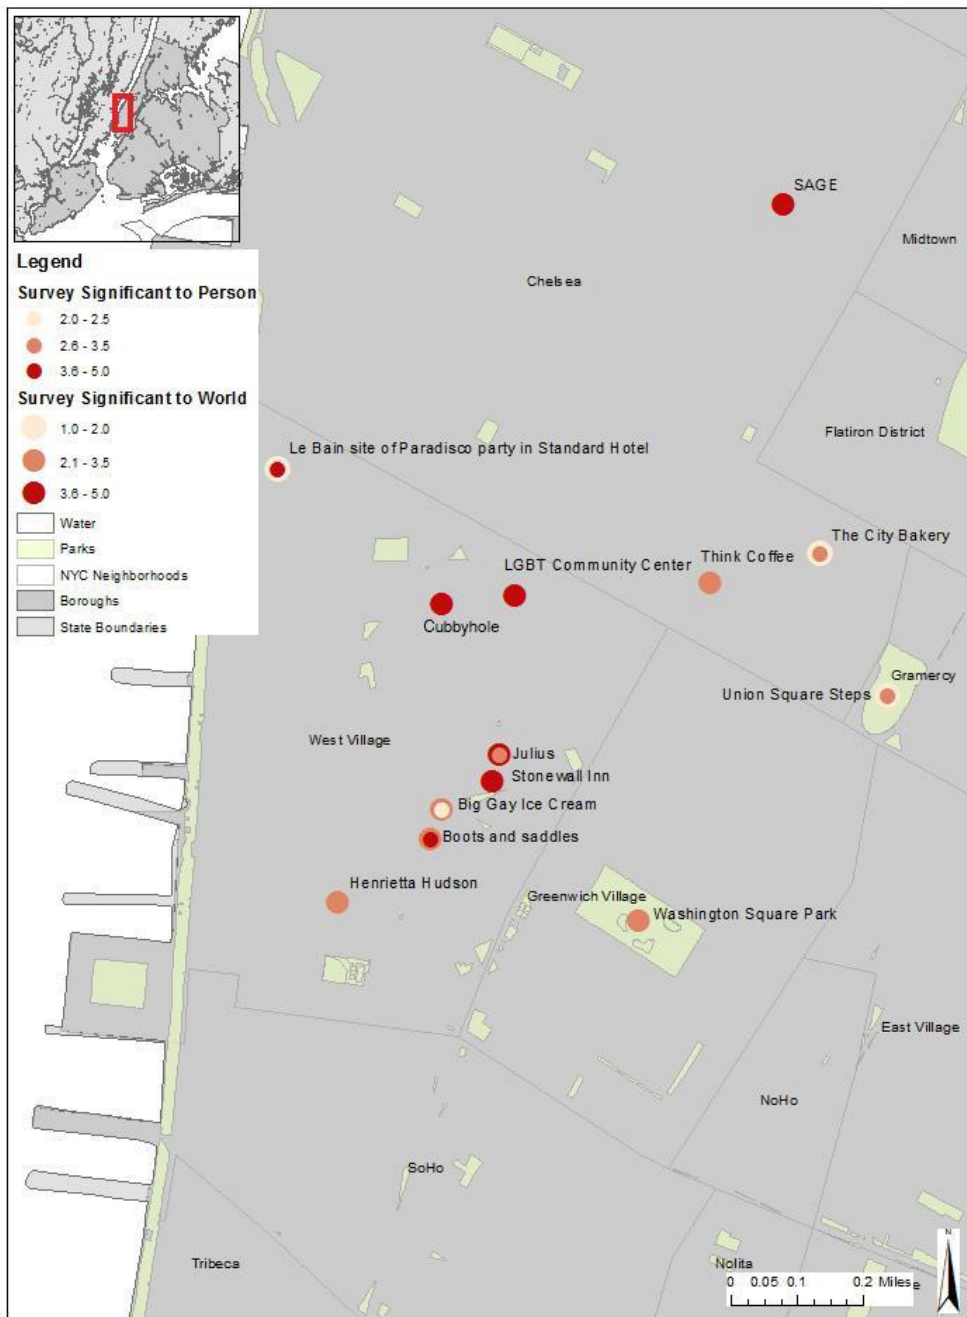 SAGE
Midtown
Chelsea
Legend
Survey Significant to Person
2.0 - 2.5
2.6 - 3.5
3.6 - 5.0
Survey Significant to World
1.0 - 2.0
2.1 - 3.5
3.6 - 5.0
Water
Parks
NYC Neighborhoods
Boroughs
State Boundaries
Flatiron District
Le Bain site of Paradisco party in Standard Hotel
The City Bakery
Think Coffee
LGBT Community Center
Cubbyhole
Gramercy
Union Square Steps
West Village
Julius
Stonewall Inn
Big Gay Ice Cream
Boots and saddles
Henrietta Hudson
Greenwich Village
Washington Square Park
East Village
NoHo
SoHo
Tribeca
Nolita
0 0.05 0.1 0.2 Miles
N